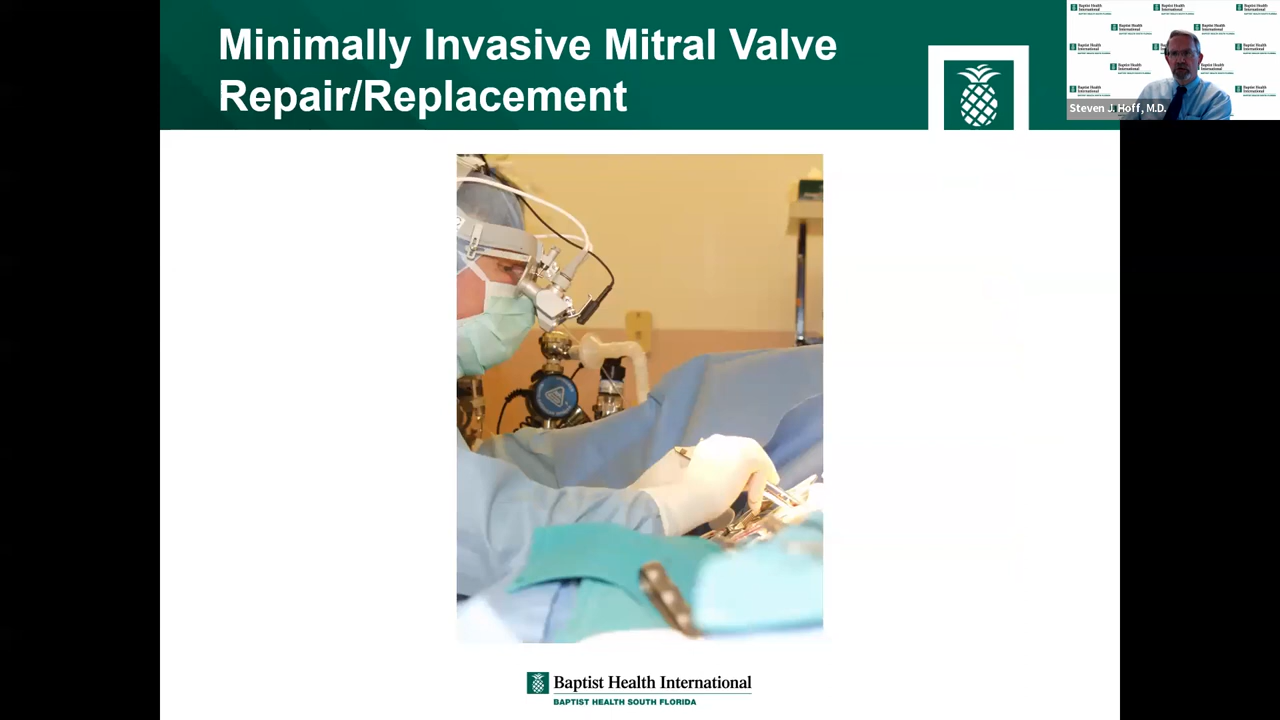 Minimally Invasive Mitral Valve
Repair/Replacement
Steven J. Hoff, M.D.
Baptist Health International
BAPTIST HEALTH SOUTH FLORIDA